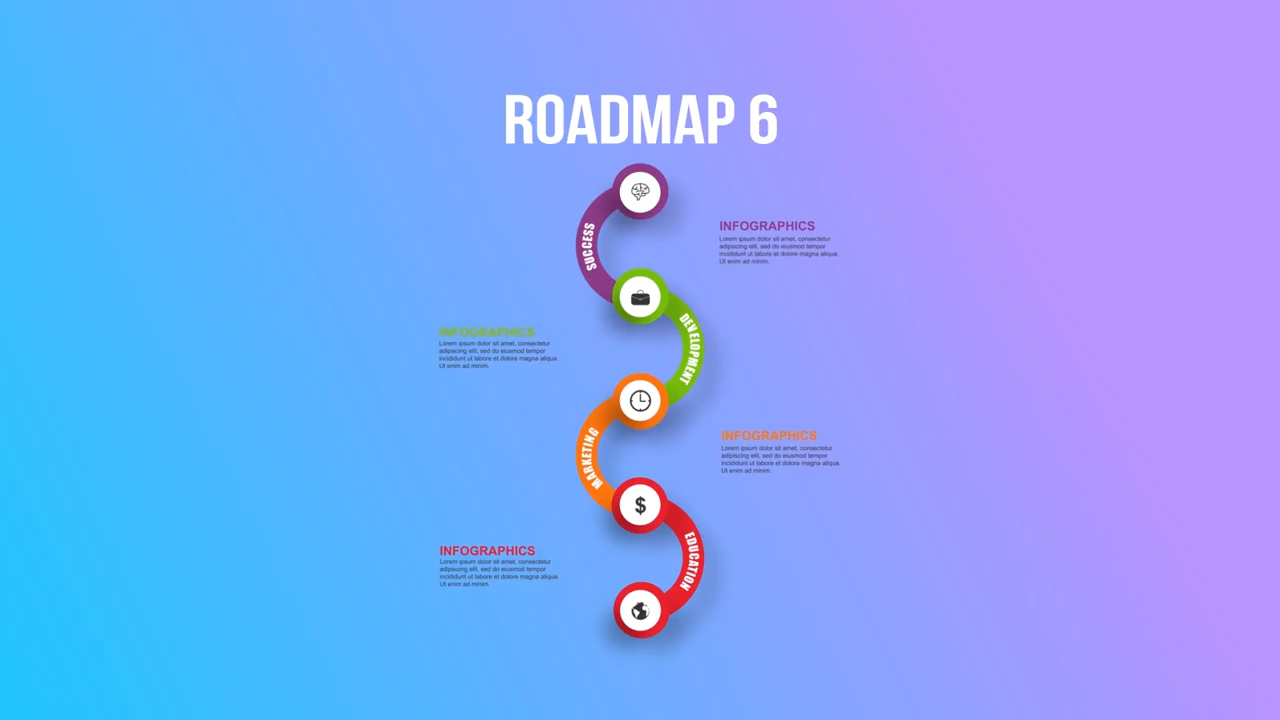 ROADMAP 6
SUCCESS
INFOGRAPHICS
Lorem ipsum dolor sit amet, consectetur
adipiscing elit, sed do eiusmod tempor
incididunt ut labore et dolore magna aliqua.
Ut enim ad minim.
DEVELOPMENT
INFOGRAPHICS
Lorem ipsum dolor sit amet, consectetur
adipiscing elit, sed do eiusmod tempor
incididunt ut labore et dolore magna aliqua.
Ut enim ad minim.
MARKETING
INFOGRAPHICS
Lorem ipsum dolor sit amet, consectetur
adipiscing elit, sed do eiusmod tempor
incididunt ut labore et dolore magna aliqua.
Ut enim ad minim.
$
EDUCATION
INFOGRAPHICS
Lorem ipsum dolor sit amet, consectetur
adipiscing elit, sed do eiusmod tempor
incididunt ut labore et dolore magna aliqua.
Ut enim ad minim.